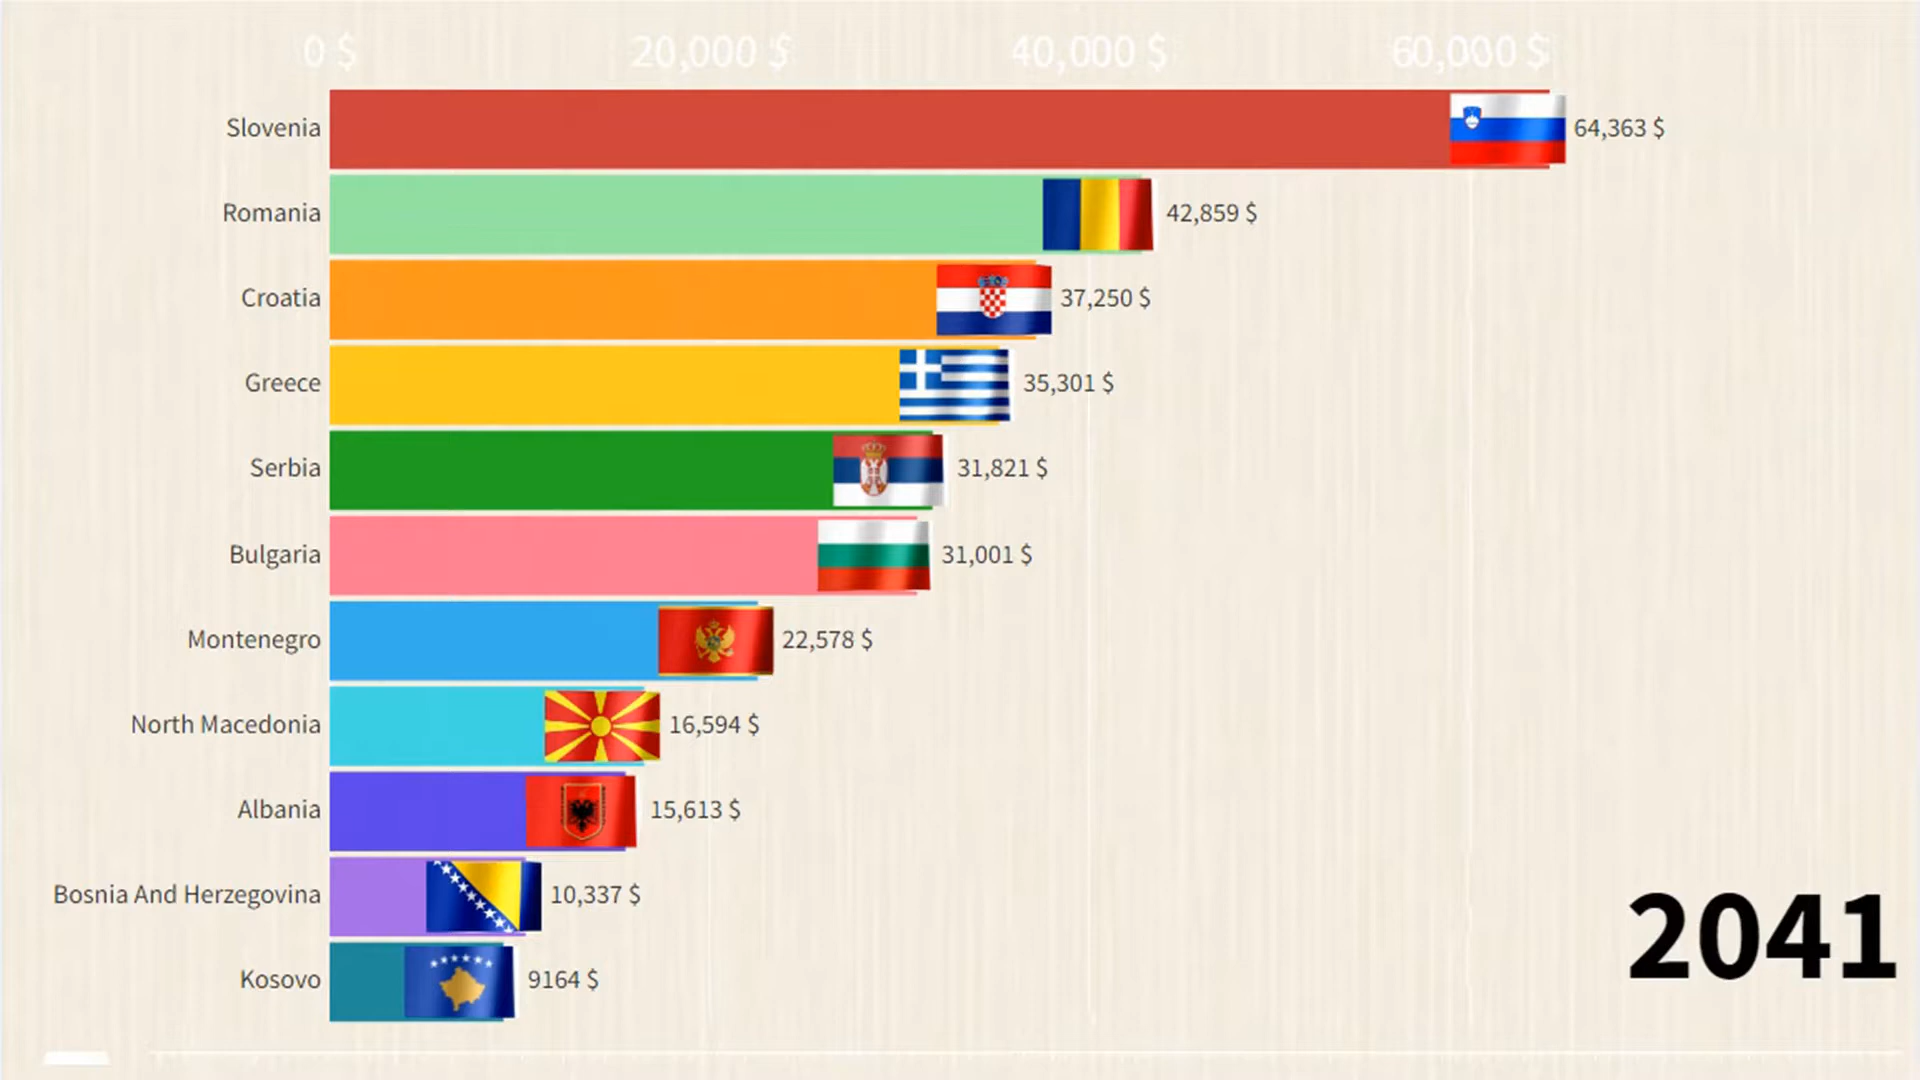 0 $ 20,000 $ 40,000 $ 60,000 $
Slovenia 64,363 $
Romania 42,859 $
Croatia 37,250 $
Greece 35,301 $
Serbia 31,821 $
Bulgaria 31,001 $
Montenegro 22,578 $
North Macedonia 16,594 $
Albania 15,613 $
Bosnia And Herzegovina 10,337 $
Kosovo 9164 $
2041